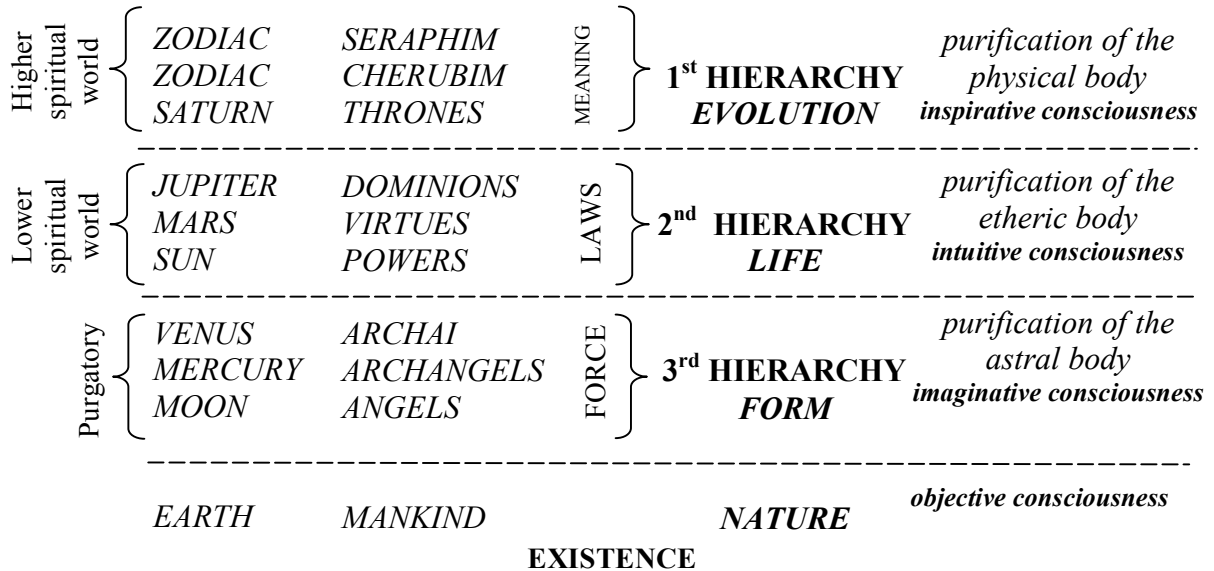 Higher
spiritual
world
ZODIAC SERAPHIM
ZODIAC CHERUBIM
SATURN THRONES
MEANING
1st HIERARCHY
EVOLUTION
purification of the
physical body
inspirative consciousness
Lower
spiritual
world
JUPITER DOMINIONS
MARS VIRTUES
SUN POWERS
LAWS
2nd HIERARCHY
LIFE
purification of the
etheric body
intuitive consciousness
Purgatory
VENUS ARCHAI
MERCURY ARCHANGELS
MOON ANGELS
FORCE
3rd HIERARCHY
FORM
purification of the
astral body
imaginative consciousness
EARTH MANKIND NATURE
objective consciousness
EXISTENCE